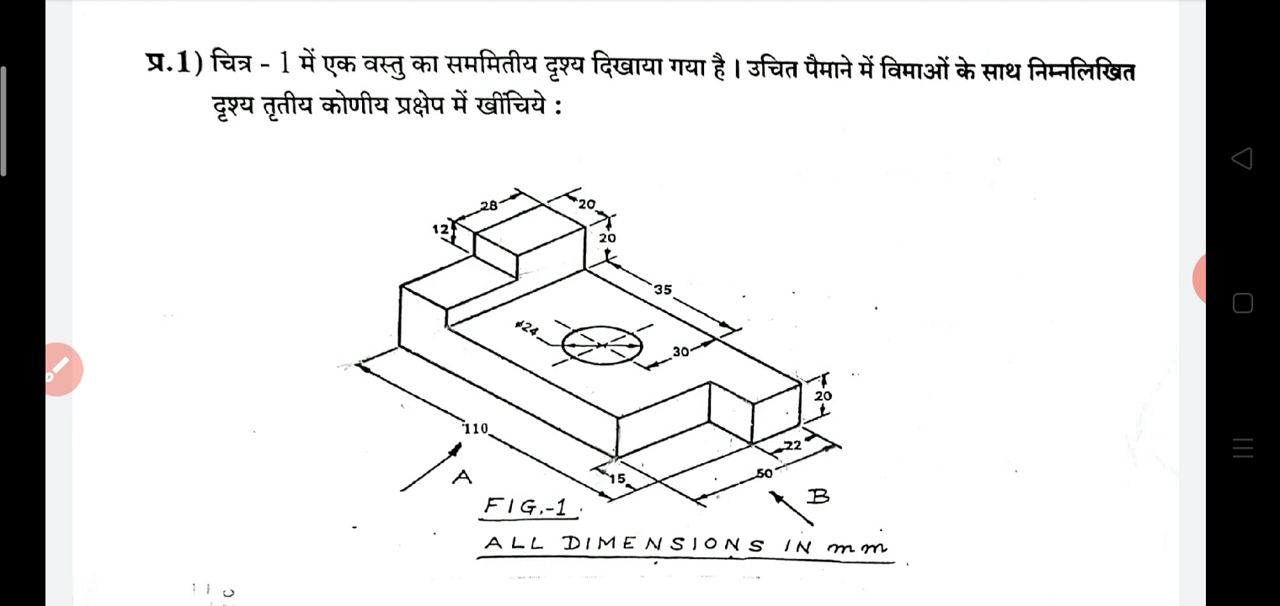 प्र.1) चित्र - 1 में एक वस्तु का सममितीय दृश्य दिखाया गया है। उचित पैमाने में विमाओं के साथ निम्नलिखित
दृश्य तृतीय कोणीय प्रक्षेप में खींचिये :
28
20
12
20
35
φ24
30
20
110
22
50
15
A
B
FIG.-1.
ALL DIMENSIONS IN mm